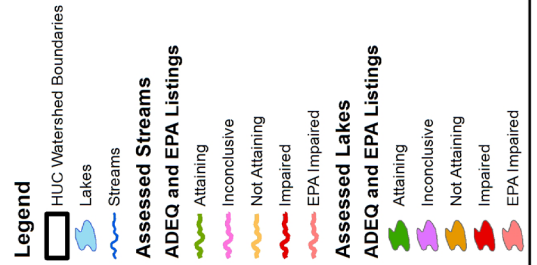 Legend
HUC Watershed Boundaries
Lakes
Streams
Assessed Streams
ADEQ and EPA Listings
Attaining
Inconclusive
Not Attaining
Impaired
EPA Impaired
Assessed Lakes
ADEQ and EPA Listings
Attaining
Inconclusive
Not Attaining
Impaired
EPA Impaired